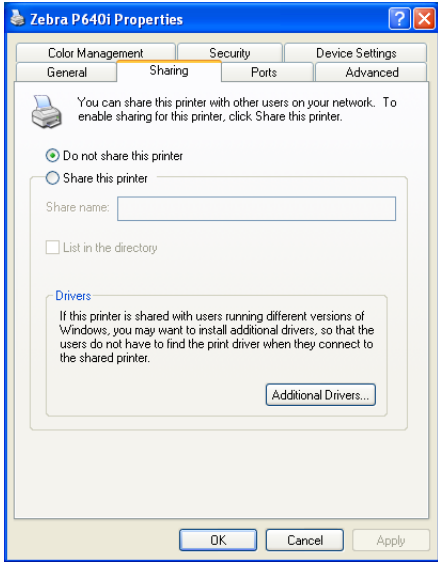 Zebra P640i Properties
Color Management Security Device Settings
General Sharing Ports Advanced
You can share this printer with other users on your network. To
enable sharing for this printer, click Share this printer.
Do not share this printer
Share this printer
Share name:
List in the directory
Drivers
If this printer is shared with users running different versions of
Windows, you may want to install additional drivers, so that the
users do not have to find the print driver when they connect to
the shared printer.
Additional Drivers...
OK Cancel Apply